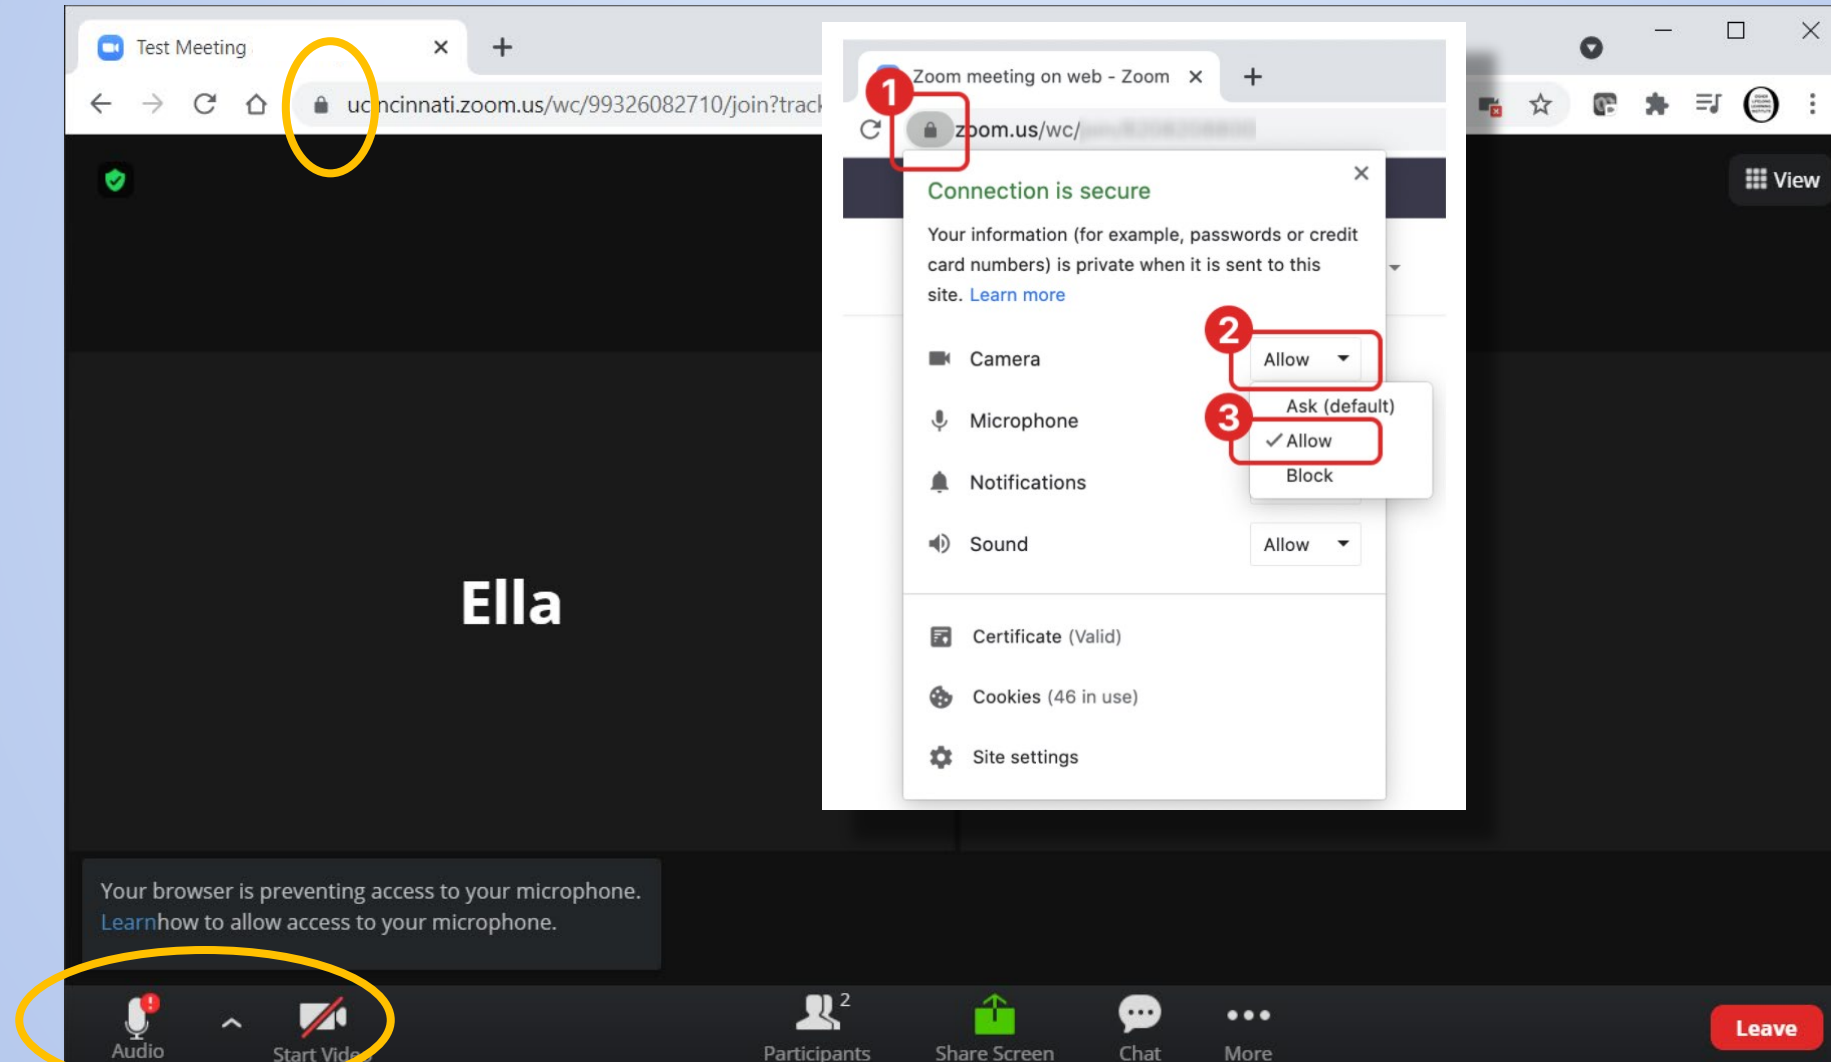 Test Meeting
ucincinnati.zoom.us/wc/99326082710/join?track
View
Ella
Your browser is preventing access to your microphone.
Learnhow to allow access to your microphone.
Audio
Start Video
2
Participants
Share Screen
Chat
More
Leave
1
Zoom meeting on web - Zoom
zoom.us/wc/
Connection is secure
Your information (for example, passwords or credit
card numbers) is private when it is sent to this
site. Learn more
2
Camera Allow
Ask (default)
3
Microphone Allow
Block
Notifications
Sound Allow
Certificate (Valid)
Cookies (46 in use)
Site settings